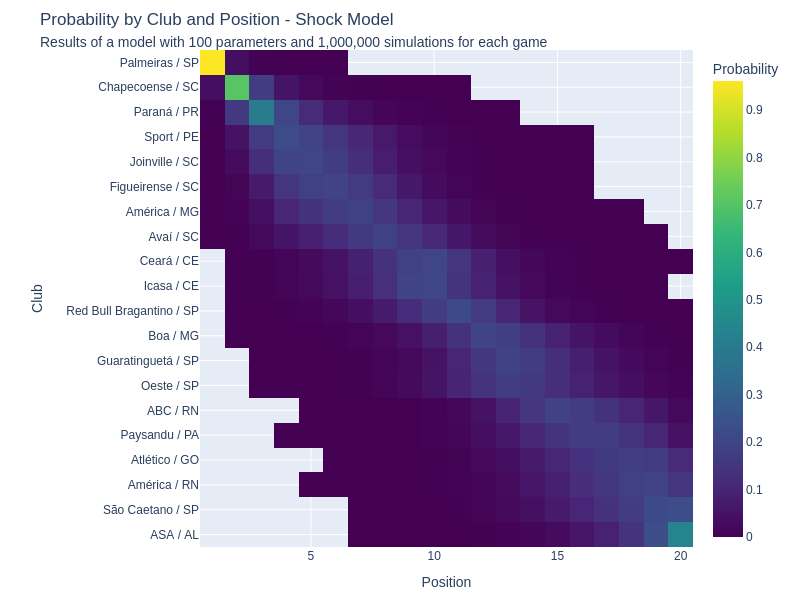 Probability by Club and Position - Shock Model
Results of a model with 100 parameters and 1,000,000 simulations for each game
Palmeiras / SP
Chapecoense / SC
Paraná / PR
Sport / PE
Joinville / SC
Figueirense / SC
América / MG
Avaí / SC
Ceará / CE
Icasa / CE
Red Bull Bragantino / SP
Boa / MG
Guaratinguetá / SP
Oeste / SP
ABC / RN
Paysandu / PA
Atlético / GO
América / RN
São Caetano / SP
ASA / AL
Club
5
10
15
20
Position
Probability
0.9
0.8
0.7
0.6
0.5
0.4
0.3
0.2
0.1
0